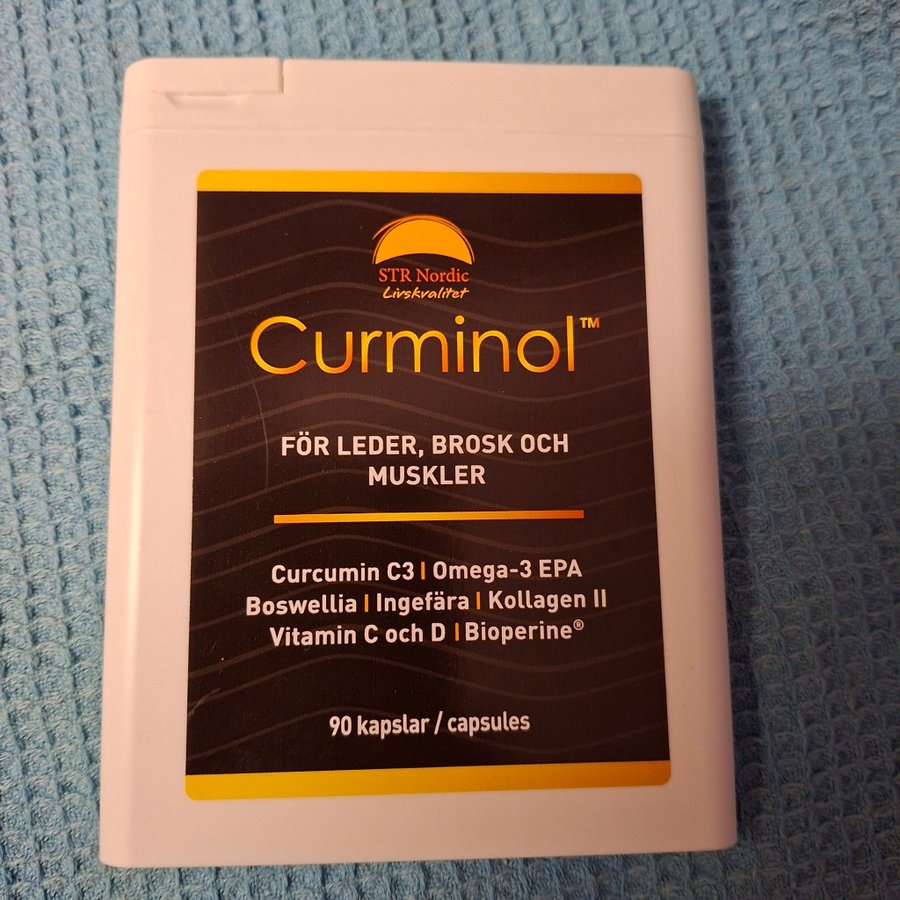 STR Nordic
Livskvalitet
Curminol™
FÖR LEDER, BROSK OCH
MUSKLER
Curcumin C3 | Omega-3 EPA
Boswellia | Ingefära | Kollagen II
Vitamin C och D | Bioperine®
90 kapslar / capsules